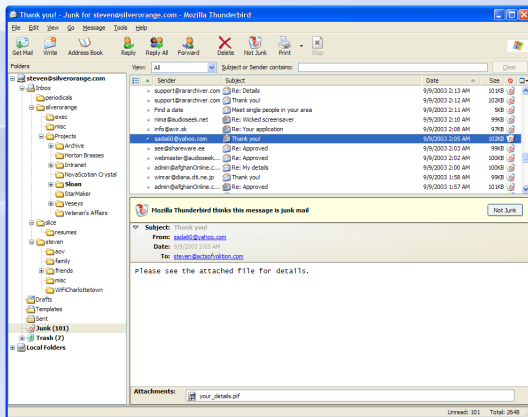 Thank you! - Junk for steven@silverorange.com - Mozilla Thunderbird
File Edit View Go Message Tools Help
Get Mail Write Address Book Reply Reply All Forward Delete Not Junk Print Stop
Folders
View: All Subject or Sender contains: Clear
Sender Subject Date Size
support@rarardhiver.com Re: Details 9/9/2003 2:13 AM 101KB
support@rarardhiver.com Thank you! 9/9/2003 2:12 AM 102KB
Find a date Meet single people in your area 9/9/2003 2:11 AM 5KB
nima@audioseek.net Re: Wicked screensaver 9/9/2003 2:10 AM 99KB
info@avir.sk Re: Your application 9/9/2003 2:08 AM 97KB
sada60@yahoo.com Thank you! 9/9/2003 2:05 AM 102KB
see@shareware.ee Re: Approved 9/9/2003 2:03 AM 99KB
webmaster@audioseek.... Re: Approved 9/9/2003 2:02 AM 100KB
admin@afghanOnline.c... Re: My details 9/9/2003 2:00 AM 100KB
winrar@diana.dti.ne.jp Thank you! 9/9/2003 1:58 AM 99KB
admin@afghanOnline.c... Re: Approved 9/9/2003 1:57 AM 101KB
steven@silverorange.com
Inbox
periodicals
silverorange
exec
misc
Projects
Archive
Horton Brasses
Intranet
NovaScotian Crystal
Sloan
StarMaker
Veseys
Veteran's Affairs
slice
resumes
steven
aov
family
friends
misc
WiFiCharlottetown
Drafts
Templates
Sent
Junk (101)
Trash (7)
Local Folders
Mozilla Thunderbird thinks this message is junk mail Not Junk
Subject: Thank you!
From: sada60@yahoo.com
Date: 9/9/2003 2:05 AM
To: steven@actsofvolition.com
Please see the attached file for details.
Attachments: your_details.pif
Unread: 101 Total: 2648